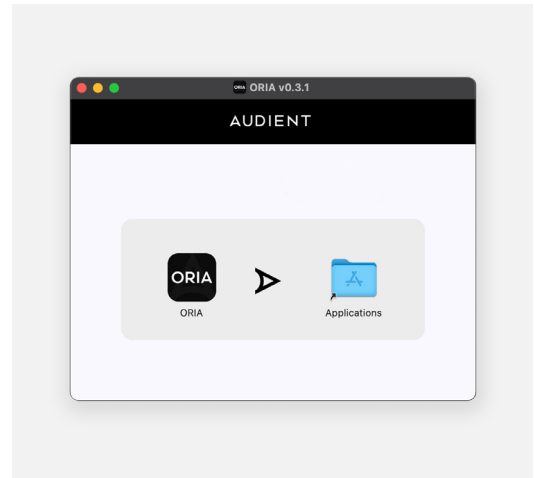 ORIA v0.3.1
AUDIENT
ORIA
ORIA
Applications